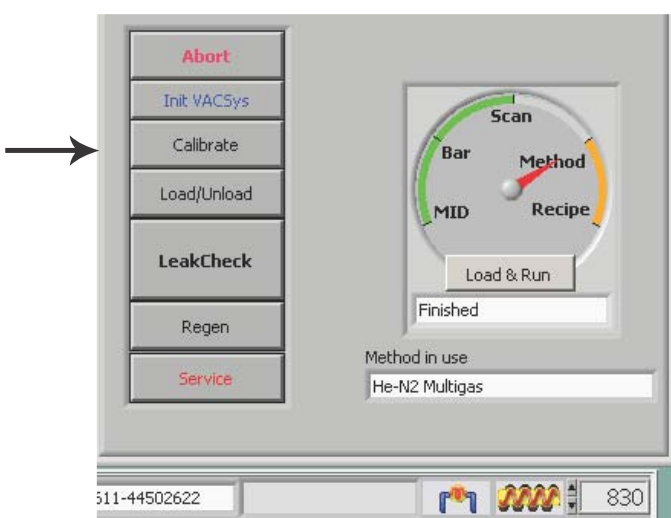 Abort
Init VACSys
Calibrate
Load/Unload
LeakCheck
Regen
Service
Scan
Bar
Method
MID
Recipe
Load & Run
Finished
Method in use
He-N2 Multigas
611-44502622
830